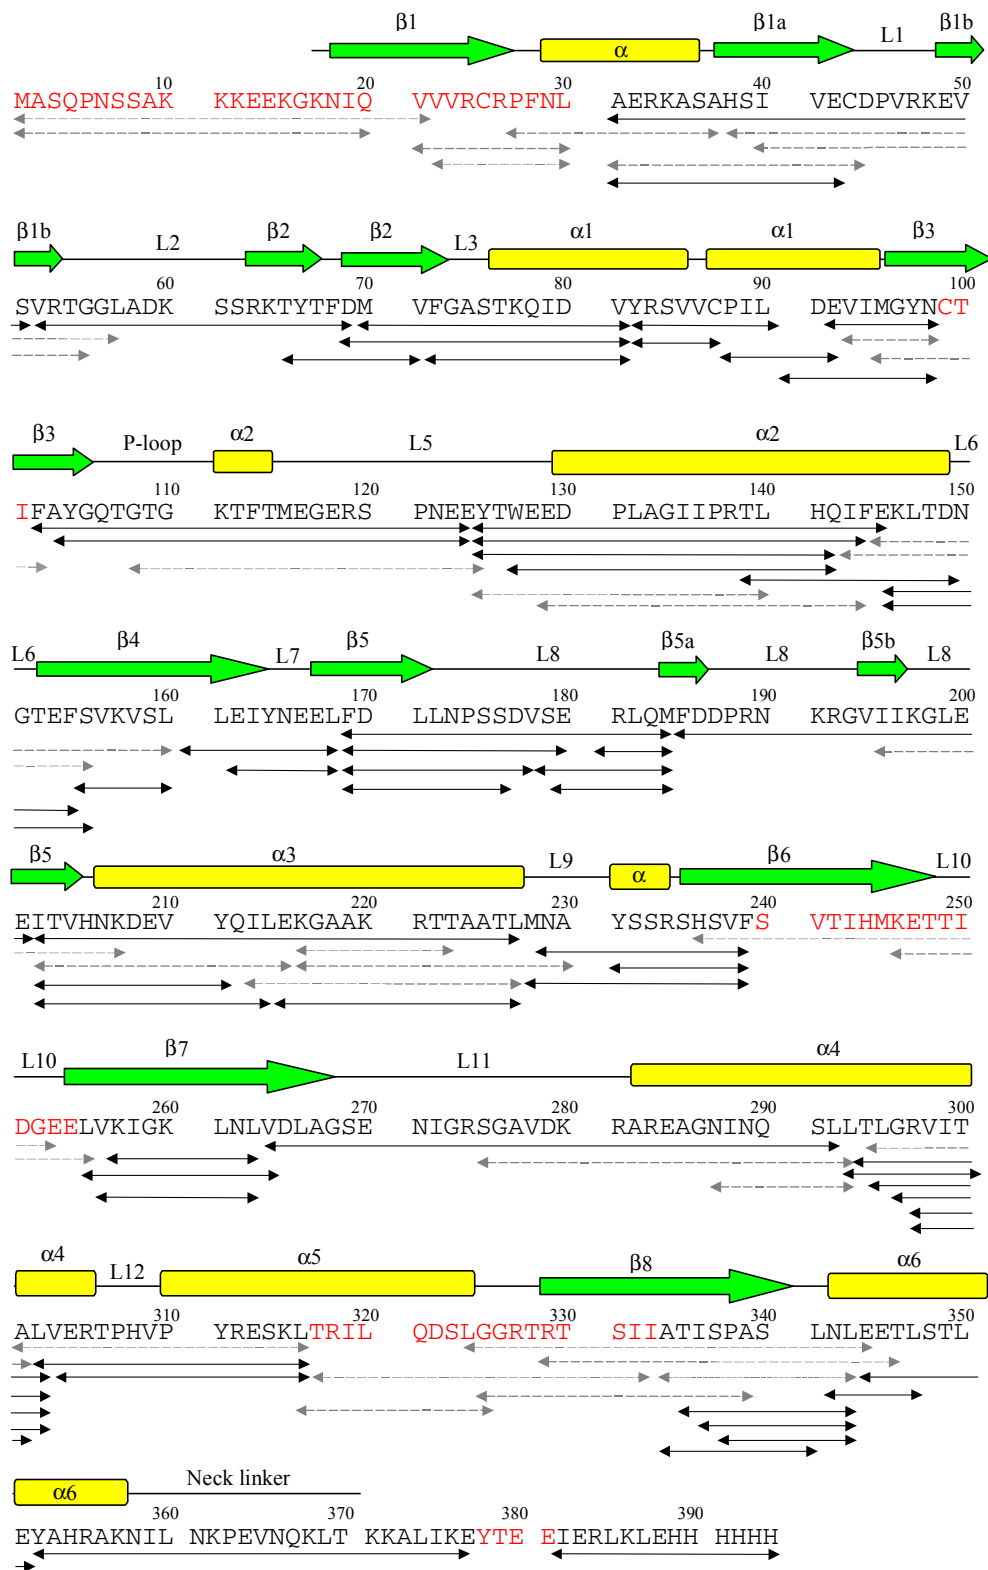 β1 α β1a L1 β1b
10 20 30 40 50
MASQPNSSAK KKEEKGKNIQ VVVRCRPFNL AERKASAHSI VECDPVRKEV
β1b L2 β2 β2 L3 α1 α1 β3
60 70 80 90 100
SVRTGGLADK SSRKTYTFDM VFGASTKQID VYRSVVCPIL DEVIMGYNCT
β3 P-loop α2 L5 α2 L6
110 120 130 140 150
IFAYGQTGTG KTFTMEGERS PNEEYTWEED PLAGIIPRTL HQIFEKLTDN
L6 β4 L7 β5 L8 β5a L8 β5b L8
160 170 180 190 200
GTEFSVKVSL LEIYNEELFD LLNPSSDVSE RLQMFDDPRN KRGVIIKGLE
β5 α3 L9 α β6 L10
210 220 230 240 250
EITVHNKDEV YQILEKGAAK RTTAATLMNA YSSRSHSVFS VTIHMKETTI
L10 β7 L11 α4
260 270 280 290 300
DGEELVKIGK LNLVDLAGSE NIGRSGAVDK RAREAGNINQ SLLTLGRVIT
α4 L12 α5 β8 α6
310 320 330 340 350
ALVERTPHVP YRESKLTRIL QDSLGGRTRT SIIATISPAS LNLEETLSTL
α6 Neck linker
360 370 380 390
EYAHRAKNIL NKPEVNQKLT KKALIKEYTE EIERLKLEHH HHHH